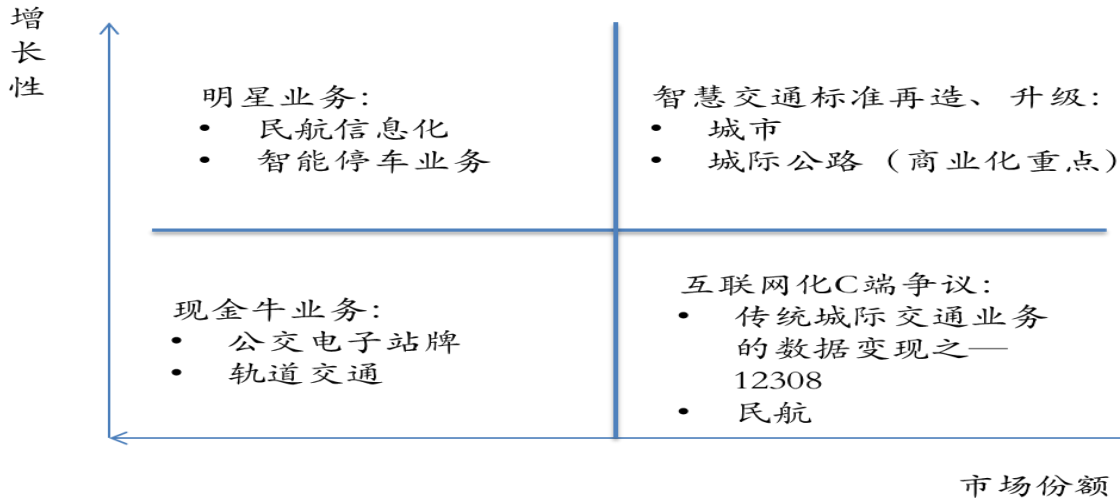 增
长
性
明星业务:
• 民航信息化
• 智能停车业务
智慧交通标准再造、升级:
• 城市
• 城际公路（商业化重点）
现金牛业务:
• 公交电子站牌
• 轨道交通
互联网化C端争议:
• 传统城际交通业务
的数据变现之—
12308
• 民航
市场份额